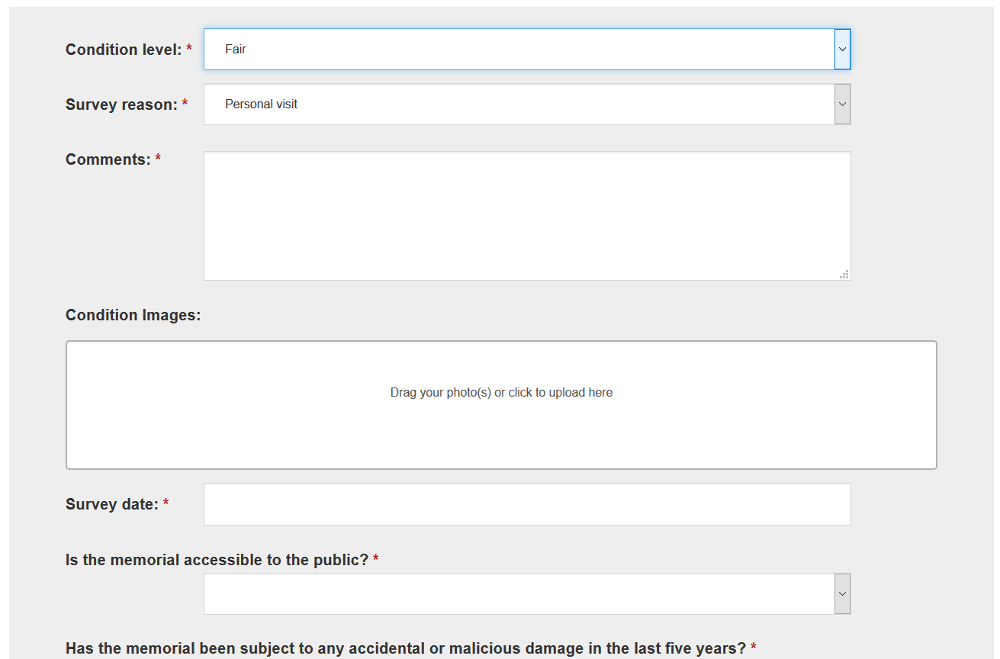 Condition level: * Fair
Survey reason: * Personal visit
Comments: *
Condition Images:
Drag your photo(s) or click to upload here
Survey date: *
Is the memorial accessible to the public? *
Has the memorial been subject to any accidental or malicious damage in the last five years? *